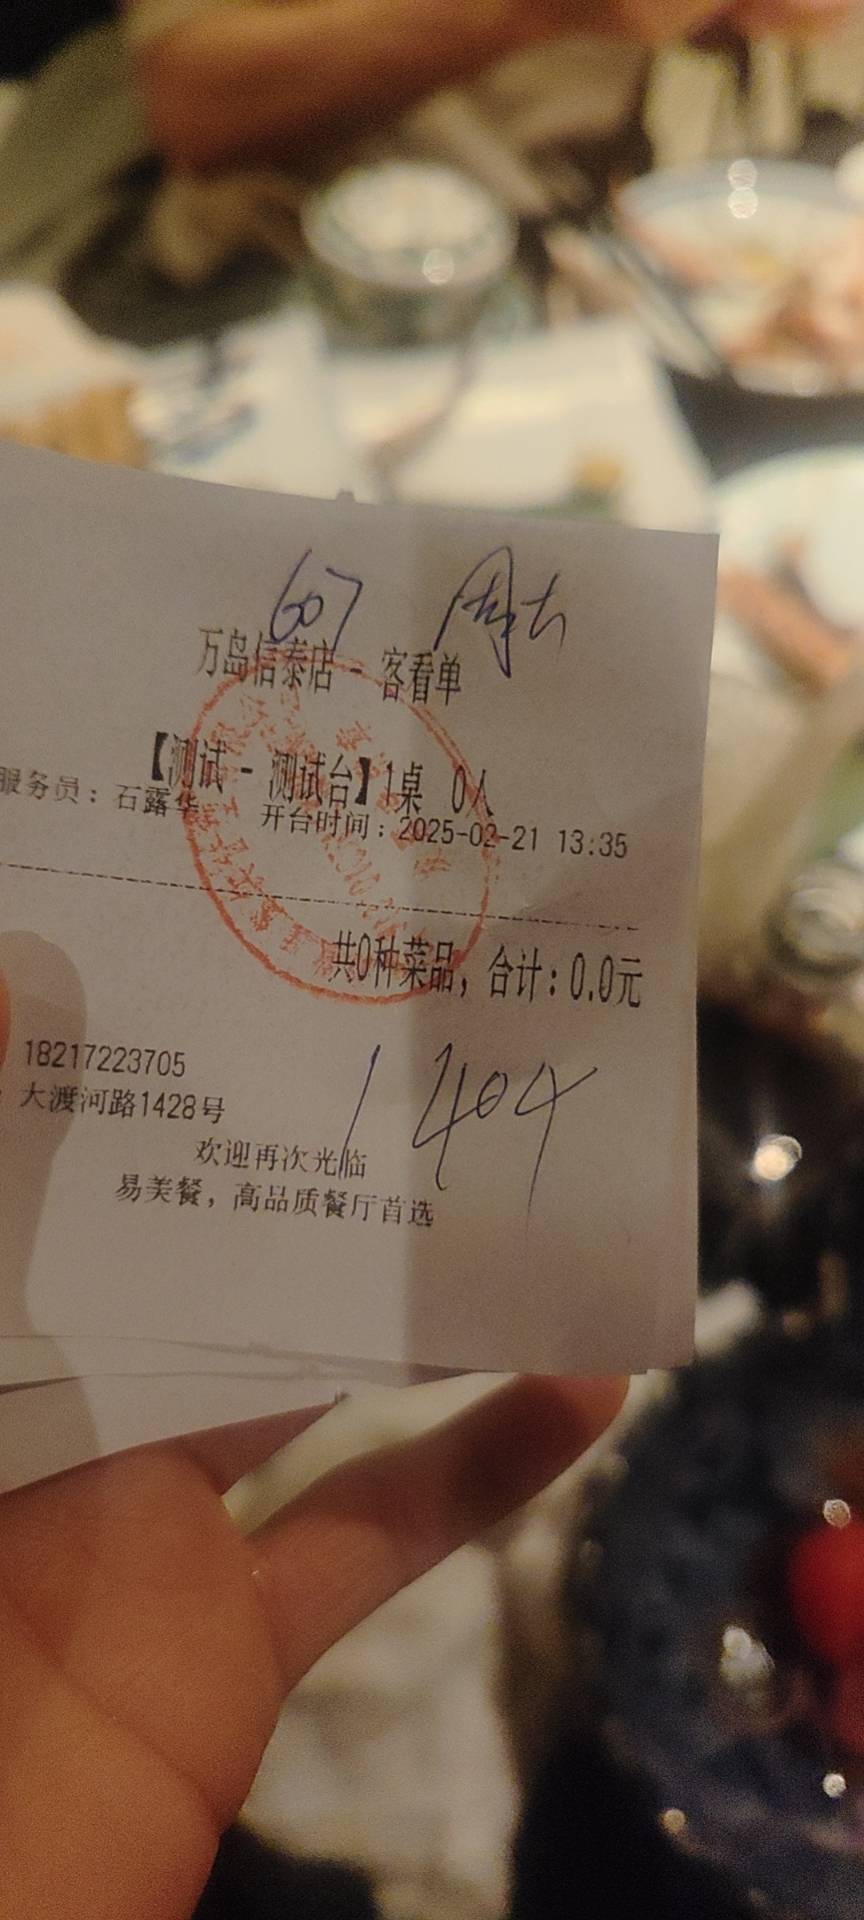 607
万岛信泰店 - 客看单
【测试 - 测试台】1桌 0人
服务员：石露华 开台时间：2025-02-21 13:35
共0种菜品，合计：0.0元
18217223705
1404
大渡河路1428号
欢迎再次光临
易美餐，高品质餐厅首选